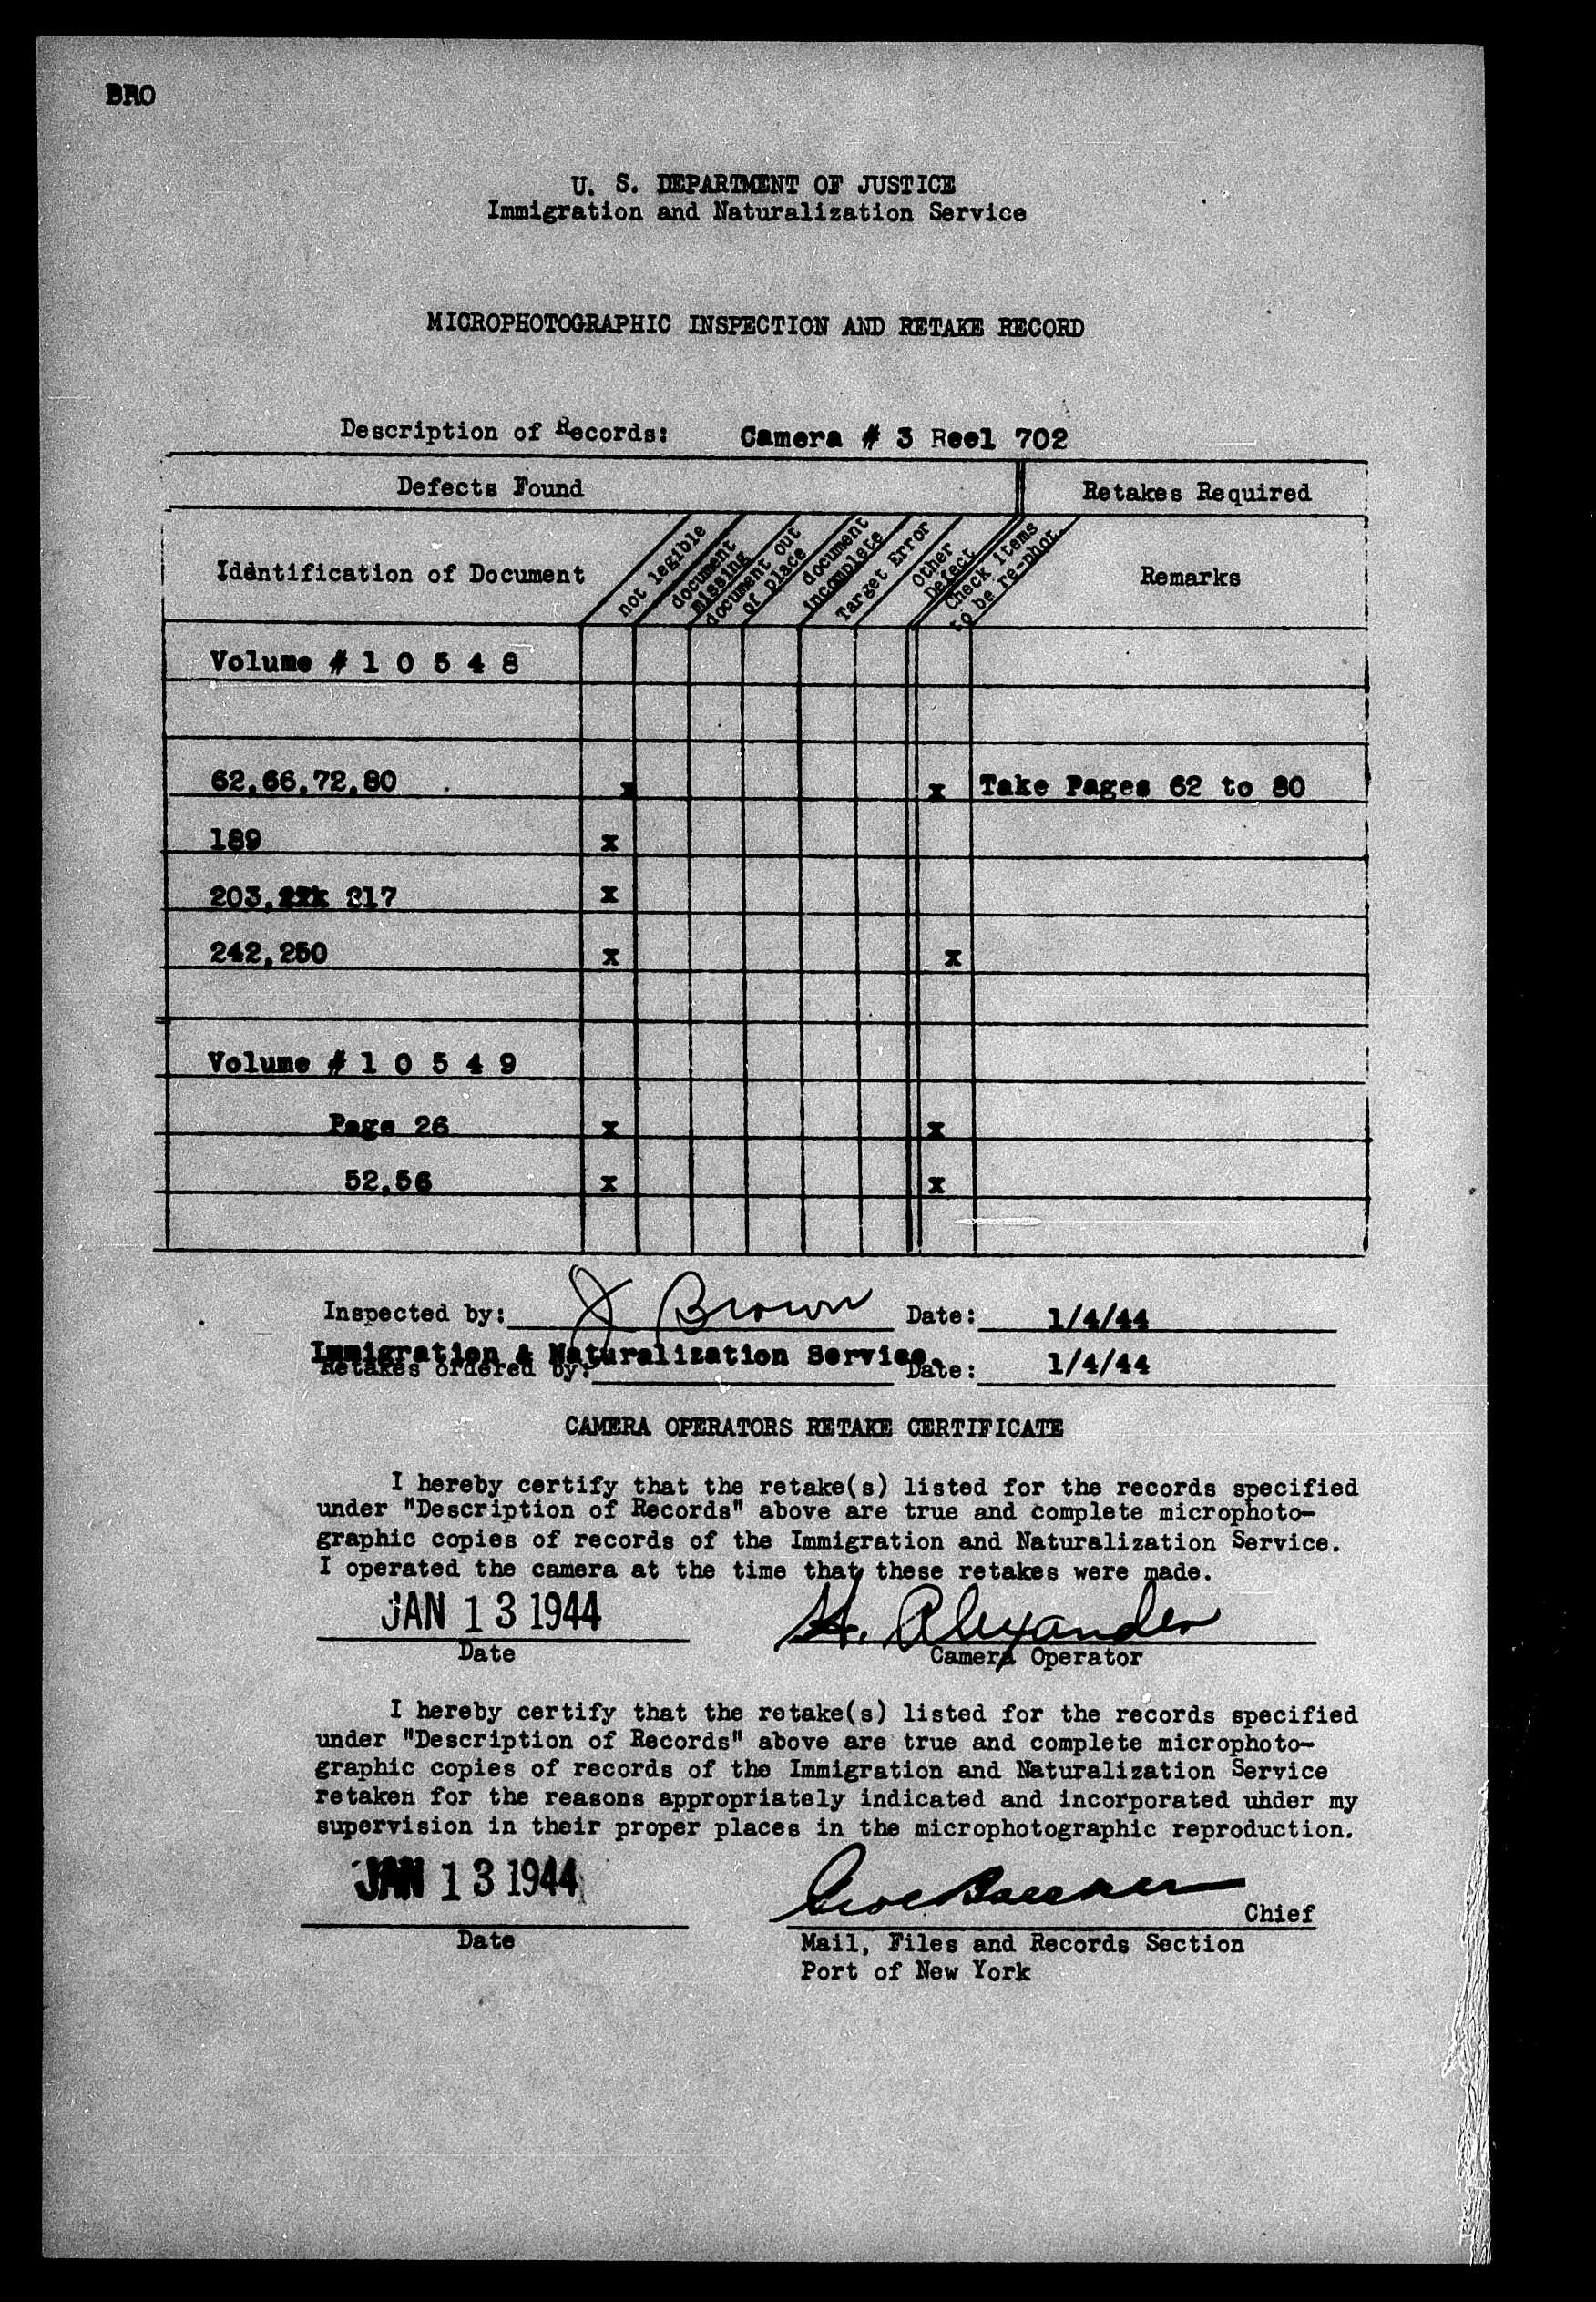 BRO
U. S. DEPARTMENT OF JUSTICE
Immigration and Naturalization Service
MICROPHOTOGRAPHIC INSPECTION AND RETAKE RECORD
Description of Records: Camera # 3 Reel 702
Defects Found
Retakes Required
Identification of Document
not legible
document missing
document out of place
document incomplete
Target Error
Other Defect
Check items to be re-phot.
Remarks
Volume # 1 0 5 4 8
62,66,72,80 x x Take Pages 62 to 80
189 x
203, 217 x
242,250 x x
Volume # 1 0 5 4 9
Page 26 x x
52,56 x x
Inspected by: J Brown Date: 1/4/44
Immigration & Naturalization Service.
Retakes ordered by: Date: 1/4/44
CAMERA OPERATORS RETAKE CERTIFICATE
I hereby certify that the retake(s) listed for the records specified
under "Description of Records" above are true and complete microphoto-
graphic copies of records of the Immigration and Naturalization Service.
I operated the camera at the time that these retakes were made.
JAN 13 1944 H. Alexander
Date Camera Operator
I hereby certify that the retake(s) listed for the records specified
under "Description of Records" above are true and complete microphoto-
graphic copies of records of the Immigration and Naturalization Service
retaken for the reasons appropriately indicated and incorporated uhder my
supervision in their proper places in the microphotographic reproduction.
JAN 13 1944
Chief
Date Mail, Files and Records Section
Port of New York